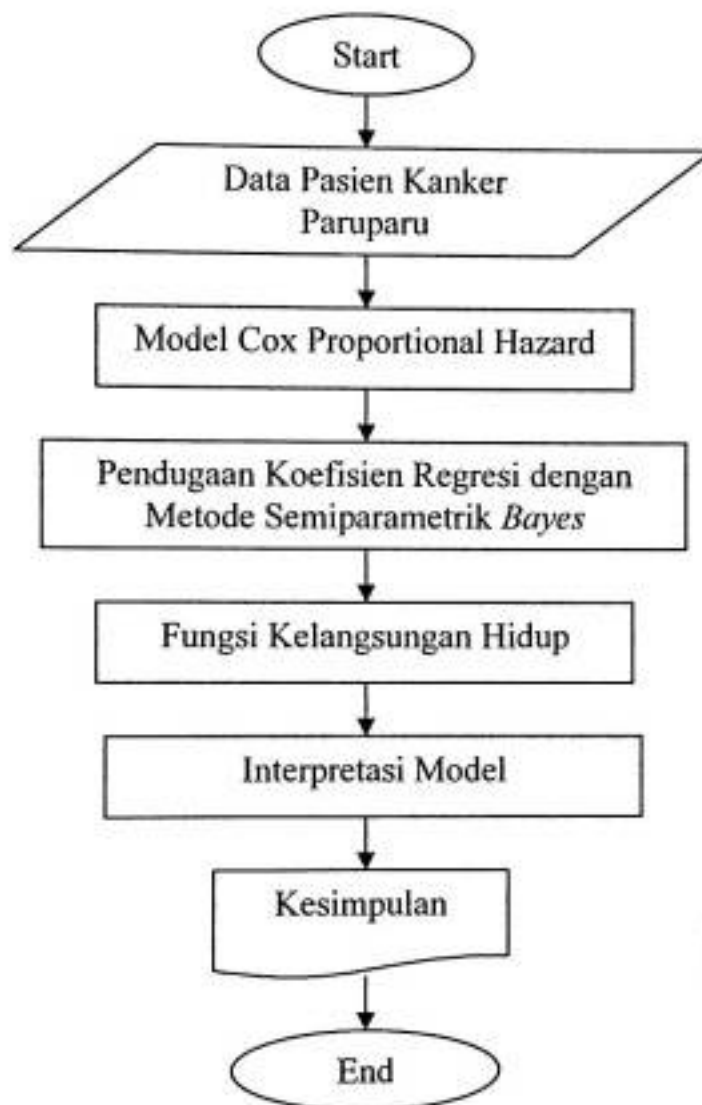 Start
Data Pasien Kanker
Paruparu
Model Cox Proportional Hazard
Pendugaan Koefisien Regresi dengan
Metode Semiparametrik Bayes
Fungsi Kelangsungan Hidup
Interpretasi Model
Kesimpulan
End